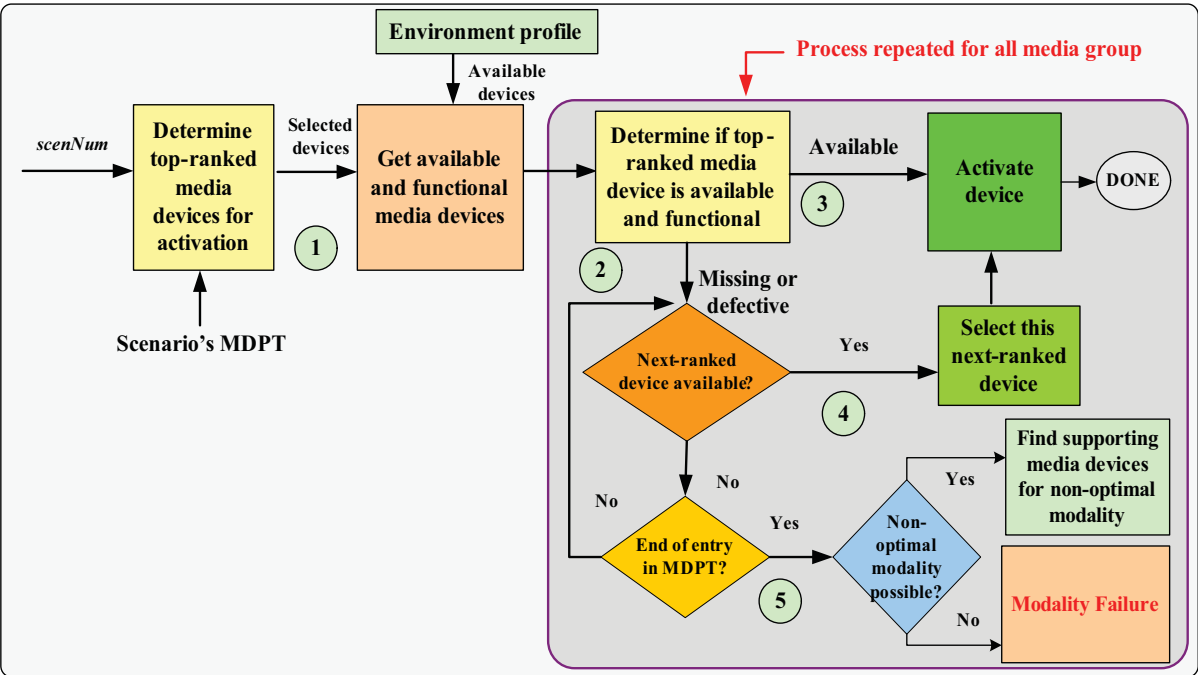 Environment profile
Process repeated for all media group
Available
devices
scenNum
Determine
top-ranked
media
devices for
activation
Selected
devices
1
Scenario's MDPT
Get available
and functional
media devices
Determine if top -
ranked media
device is available
and functional
Available
3
Activate
device
DONE
2
Missing or
defective
Next-ranked
device available?
Yes
4
Select this
next-ranked
device
No
No
End of entry
in MDPT?
Yes
5
Non-
optimal
modality
possible?
Yes
Find supporting
media devices
for non-optimal
modality
No
Modality Failure